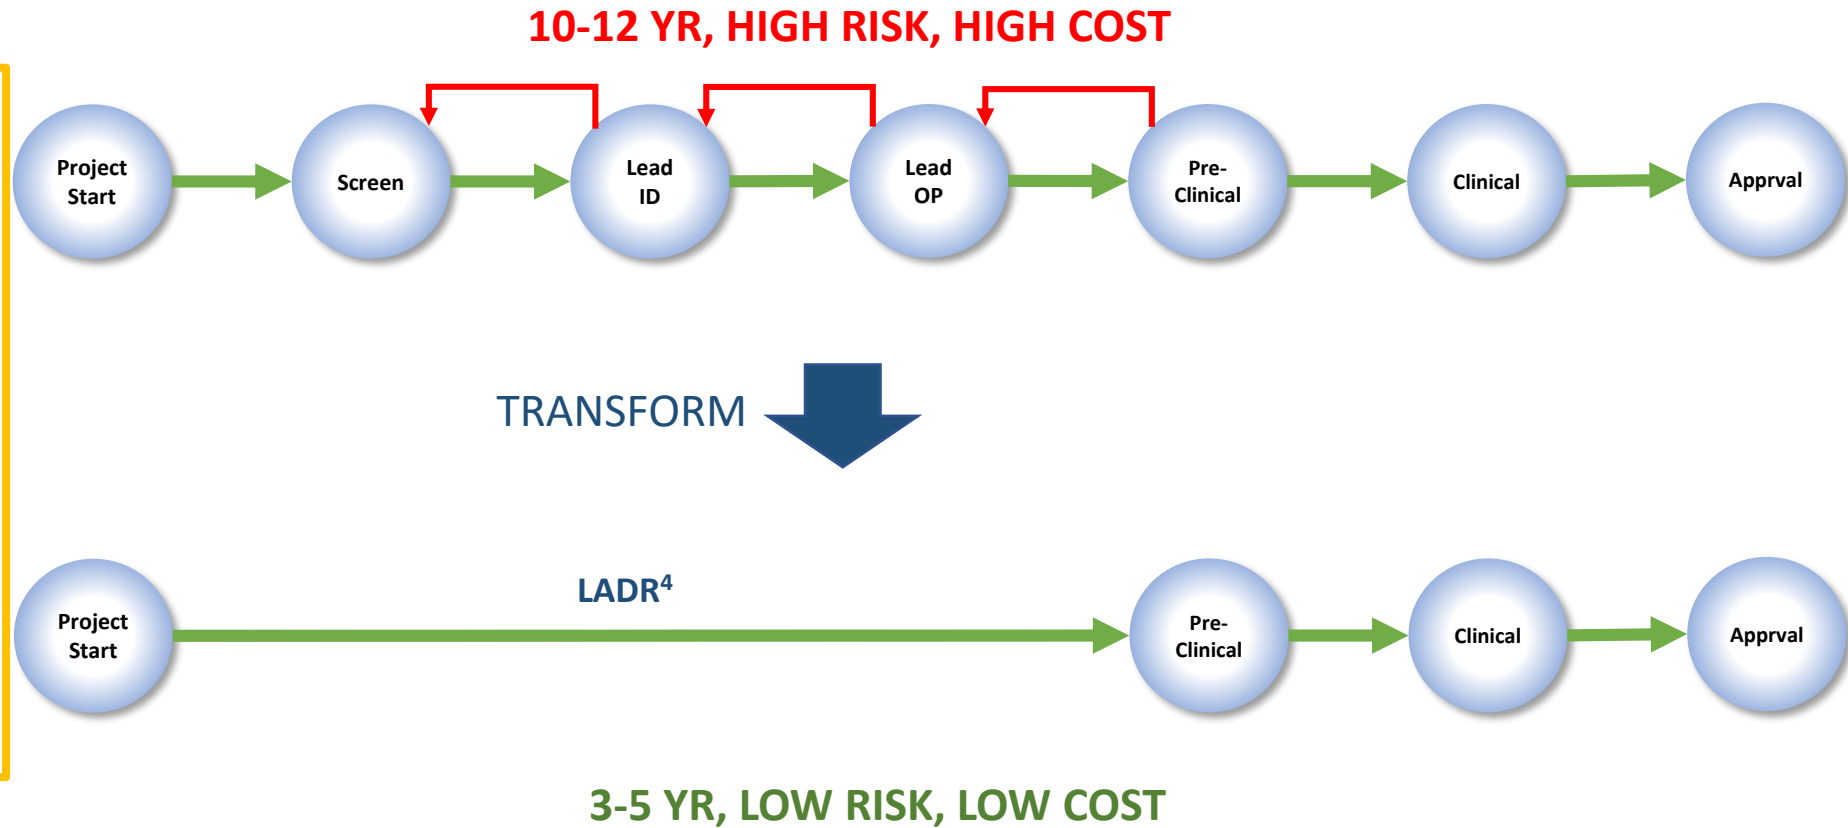 10-12 YR, HIGH RISK, HIGH COST
Project
Start
Screen
Lead
ID
Lead
OP
Pre-
Clinical
Clinical
Apprval
TRANSFORM
LADR⁴
Project
Start
Pre-
Clinical
Clinical
Apprval
3-5 YR, LOW RISK, LOW COST